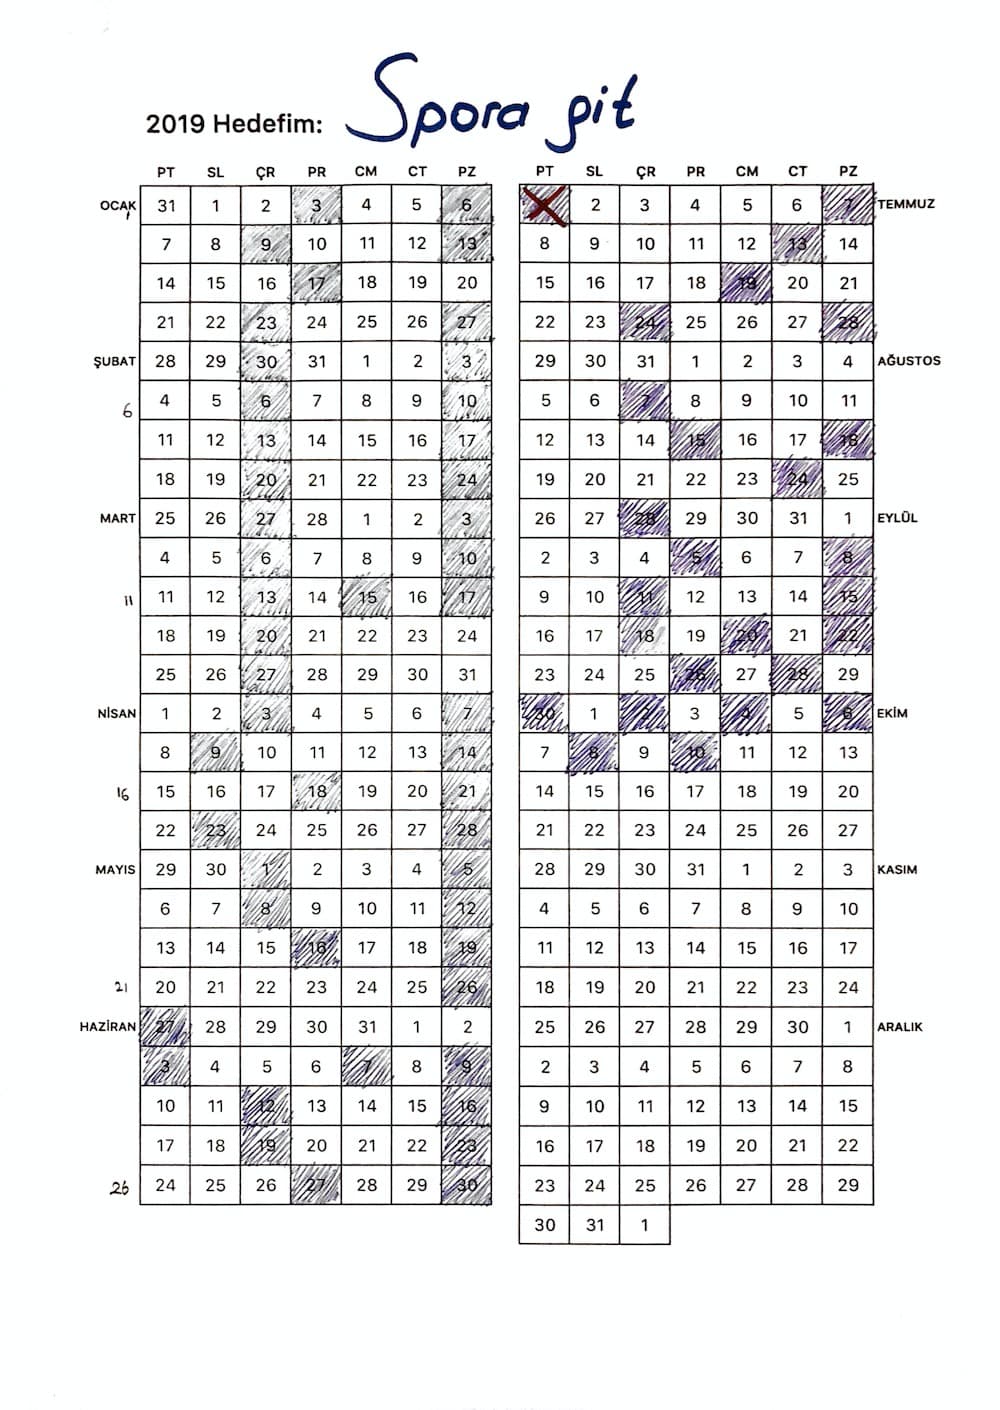 2019 Hedefim: Spora git
PT SL ÇR PR CM CT PZ
OCAK 31 1 2 3 4 5 6
7 8 9 10 11 12 13
14 15 16 17 18 19 20
21 22 23 24 25 26 27
ŞUBAT 28 29 30 31 1 2 3
6 4 5 6 7 8 9 10
11 12 13 14 15 16 17
18 19 20 21 22 23 24
MART 25 26 27 28 1 2 3
4 5 6 7 8 9 10
11 11 12 13 14 15 16 17
18 19 20 21 22 23 24
25 26 27 28 29 30 31
NİSAN 1 2 3 4 5 6 7
8 9 10 11 12 13 14
16 15 16 17 18 19 20 21
22 23 24 25 26 27 28
MAYIS 29 30 1 2 3 4 5
6 7 8 9 10 11 12
13 14 15 16 17 18 19
21 20 21 22 23 24 25 26
HAZİRAN 27 28 29 30 31 1 2
3 4 5 6 7 8 9
10 11 12 13 14 15 16
17 18 19 20 21 22 23
26 24 25 26 27 28 29 30
PT SL ÇR PR CM CT PZ
2 3 4 5 6 7 TEMMUZ
8 9 10 11 12 13 14
15 16 17 18 19 20 21
22 23 24 25 26 27 28
29 30 31 1 2 3 4 AĞUSTOS
5 6 7 8 9 10 11
12 13 14 15 16 17 18
19 20 21 22 23 24 25
26 27 28 29 30 31 1 EYLÜL
2 3 4 5 6 7 8
9 10 11 12 13 14 15
16 17 18 19 20 21 22
23 24 25 26 27 28 29
30 1 2 3 4 5 6 EKİM
7 8 9 10 11 12 13
14 15 16 17 18 19 20
21 22 23 24 25 26 27
28 29 30 31 1 2 3 KASIM
4 5 6 7 8 9 10
11 12 13 14 15 16 17
18 19 20 21 22 23 24
25 26 27 28 29 30 1 ARALIK
2 3 4 5 6 7 8
9 10 11 12 13 14 15
16 17 18 19 20 21 22
23 24 25 26 27 28 29
30 31 1